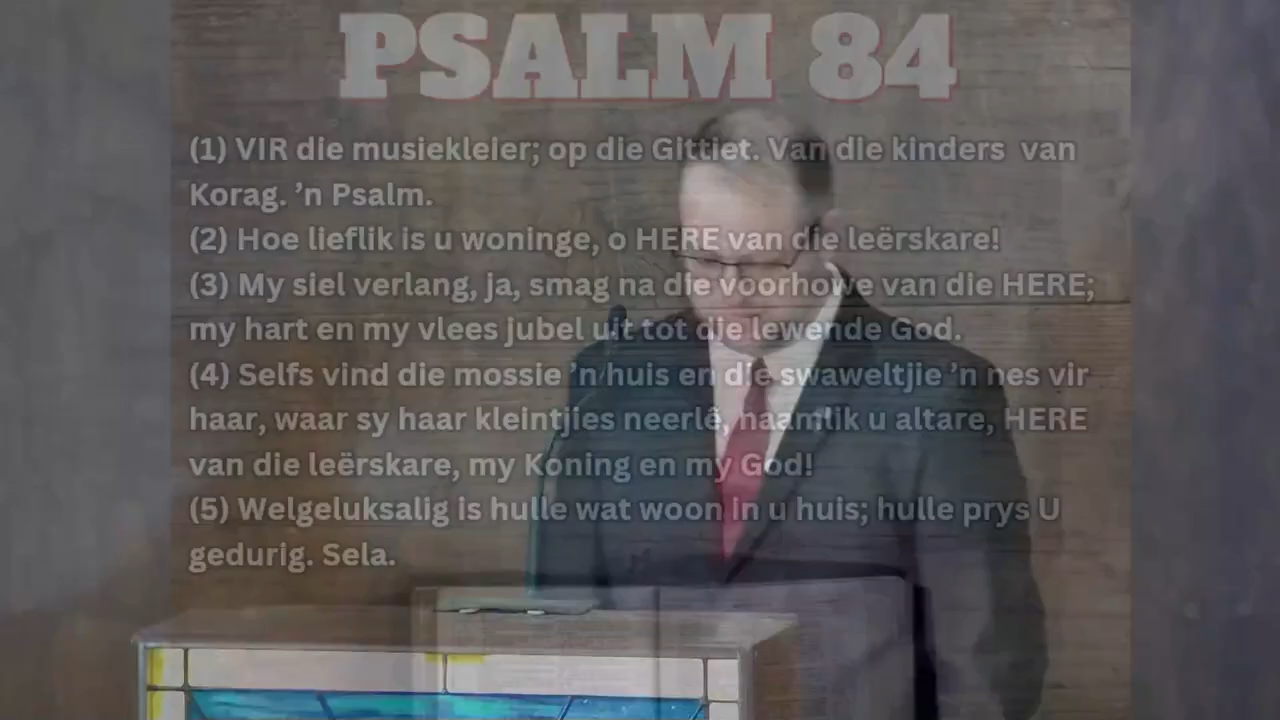 PSALM 84
(1) VIR die musiekleier; op die Gittiet. Van die kinders van
Korag. ’n Psalm.
(2) Hoe lieflik is u woninge, o HERE van die leërskare!
(3) My siel verlang, ja, smag na die voorhowe van die HERE;
my hart en my vlees jubel uit tot die lewende God.
(4) Selfs vind die mossie ’n huis en die swaweltjie ’n nes vir
haar, waar sy haar kleintjies neerlê, naamlik u altare, HERE
van die leërskare, my Koning en my God!
(5) Welgeluksalig is hulle wat woon in u huis; hulle prys U
gedurig. Sela.